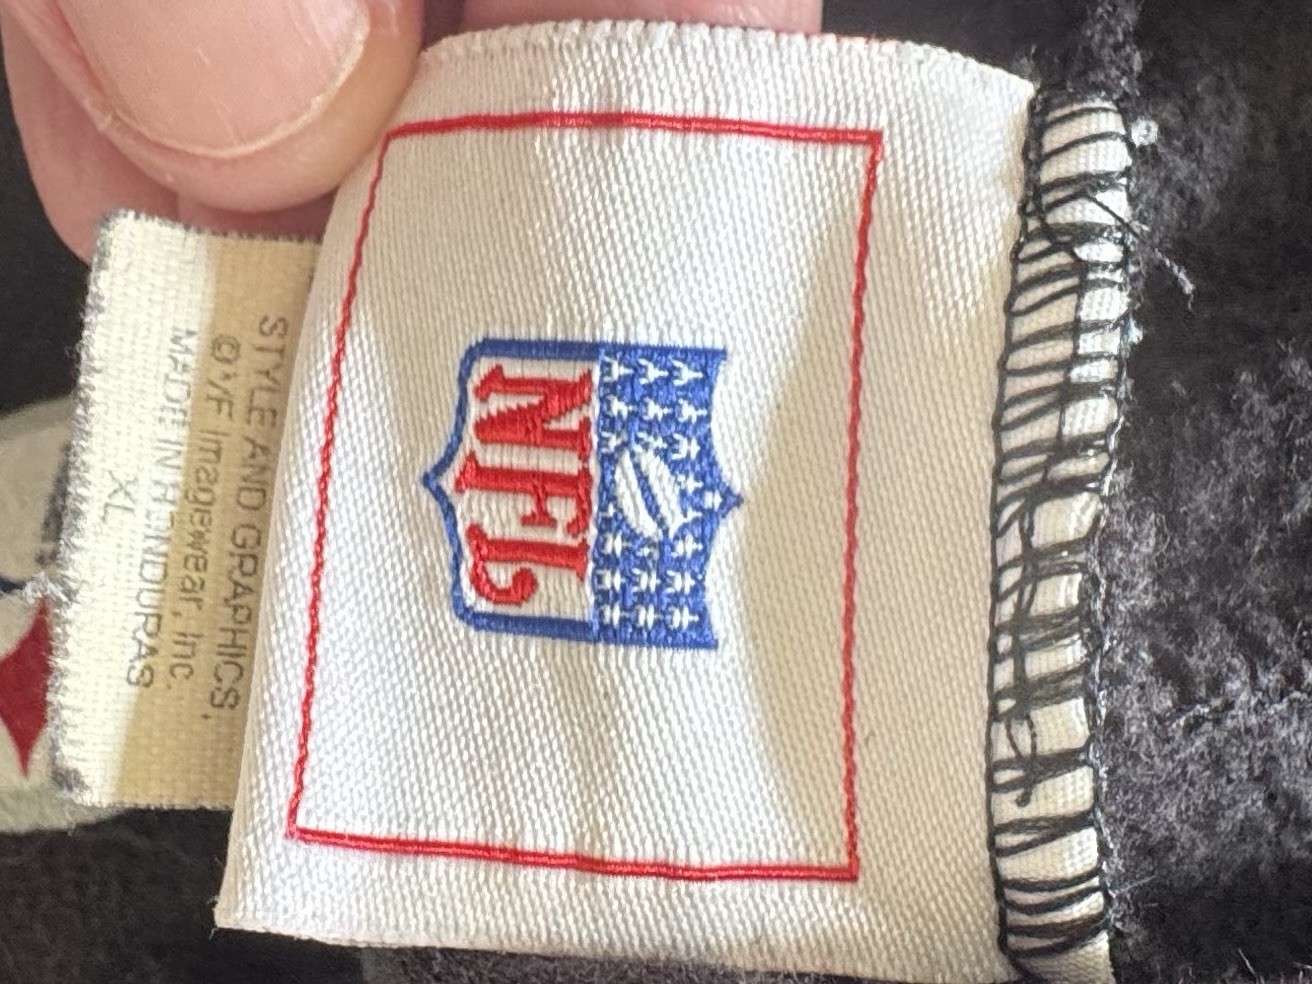 NFL
STYLE AND GRAPHICS,
© VF Imagewear, Inc.
MADE IN HONDURAS
XL